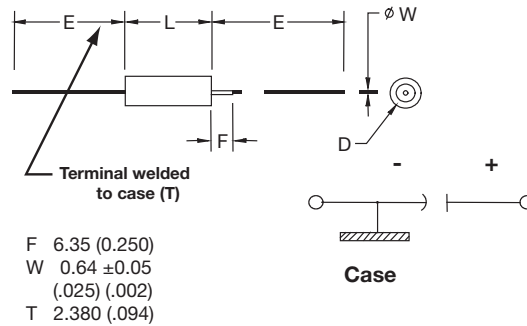 E L E
ø W
F
D
Terminal welded
to case (T)
- +
Case
F 6.35 (0.250)
W 0.64 ±0.05
(.025) (.002)
T 2.380 (.094)